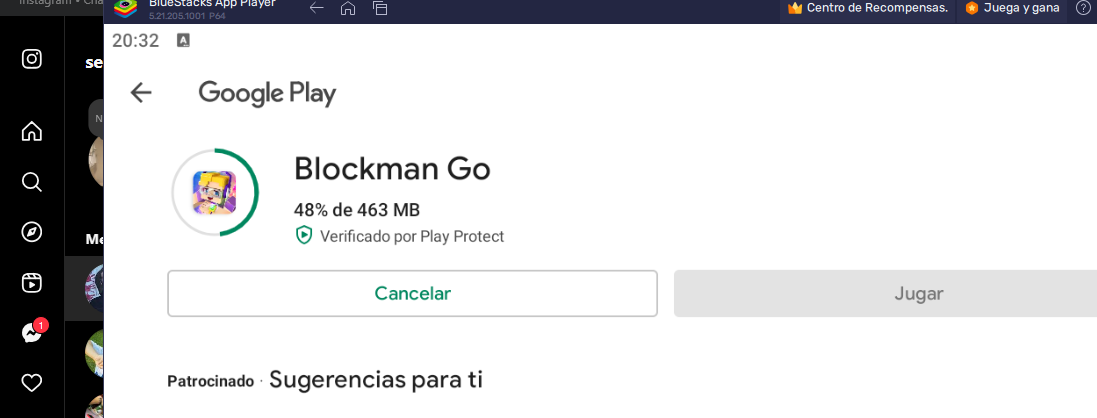 Instagram • Cha
BlueStacks App Player
5.21.205.1001 P64
Centro de Recompensas.
Juega y gana
20:32
A
Google Play
se
N
Blockman Go
48% de 463 MB
Verificado por Play Protect
Me
Cancelar
Jugar
1
Patrocinado · Sugerencias para ti